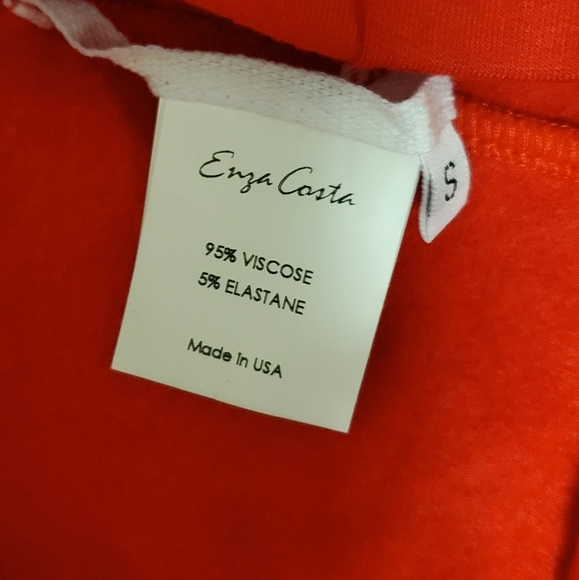 Enza Costa
S
95% VISCOSE
5% ELASTANE
Made in USA